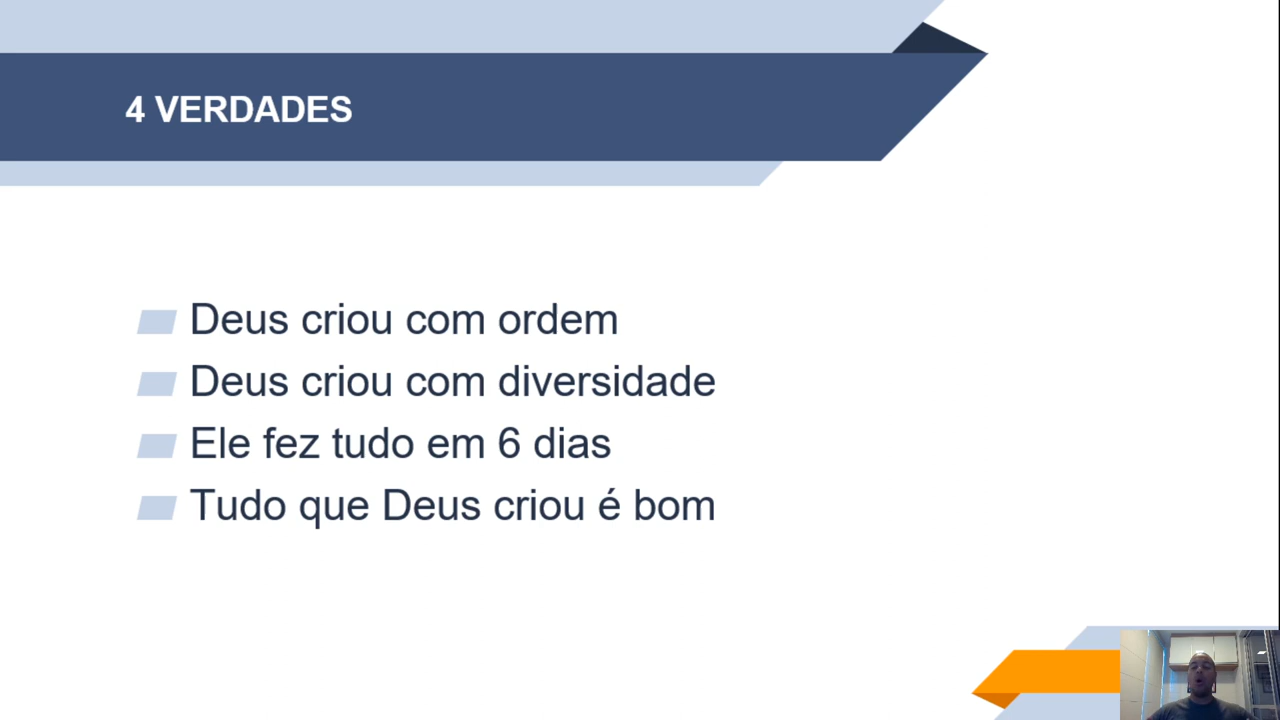 4 VERDADES
Deus criou com ordem
Deus criou com diversidade
Ele fez tudo em 6 dias
Tudo que Deus criou é bom